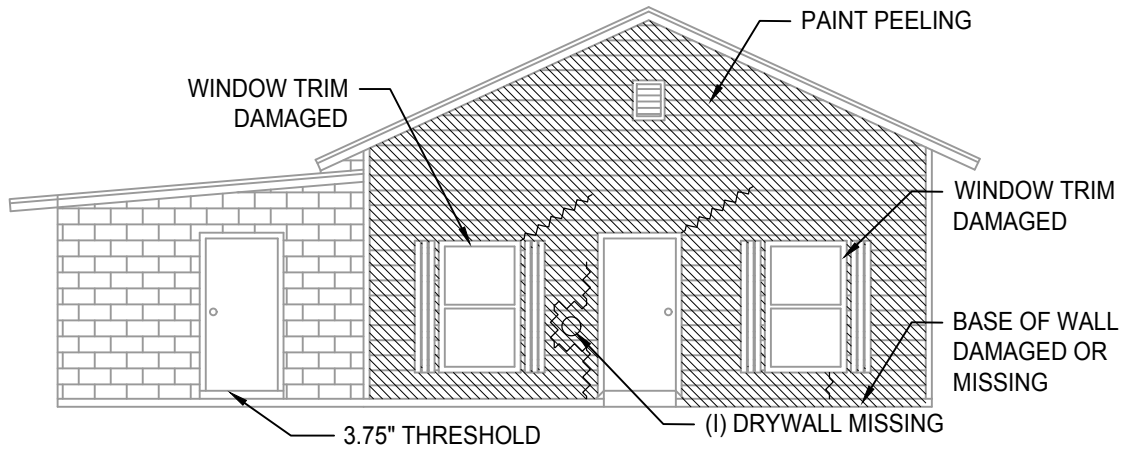 PAINT PEELING
WINDOW TRIM
DAMAGED
WINDOW TRIM
DAMAGED
BASE OF WALL
DAMAGED OR
MISSING
(I) DRYWALL MISSING
3.75" THRESHOLD